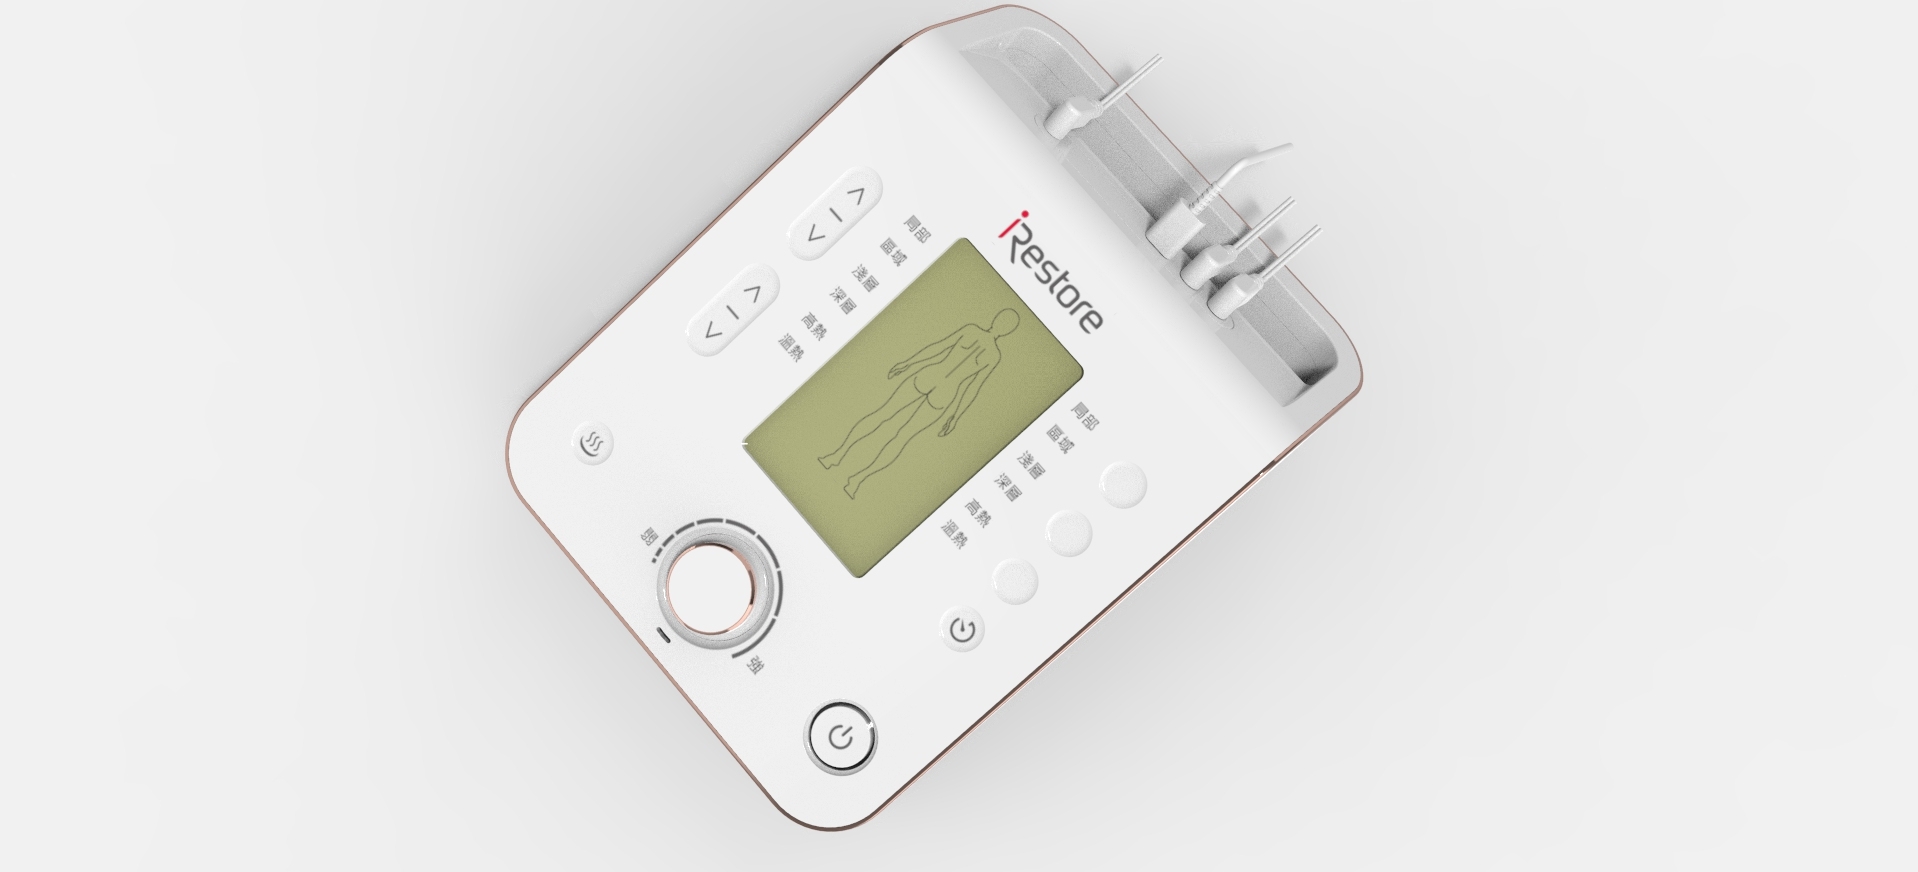 iRestore
局部
區域
淺層
深層
高熱
溫熱
局部
區域
淺層
深層
高熱
溫熱
弱
強